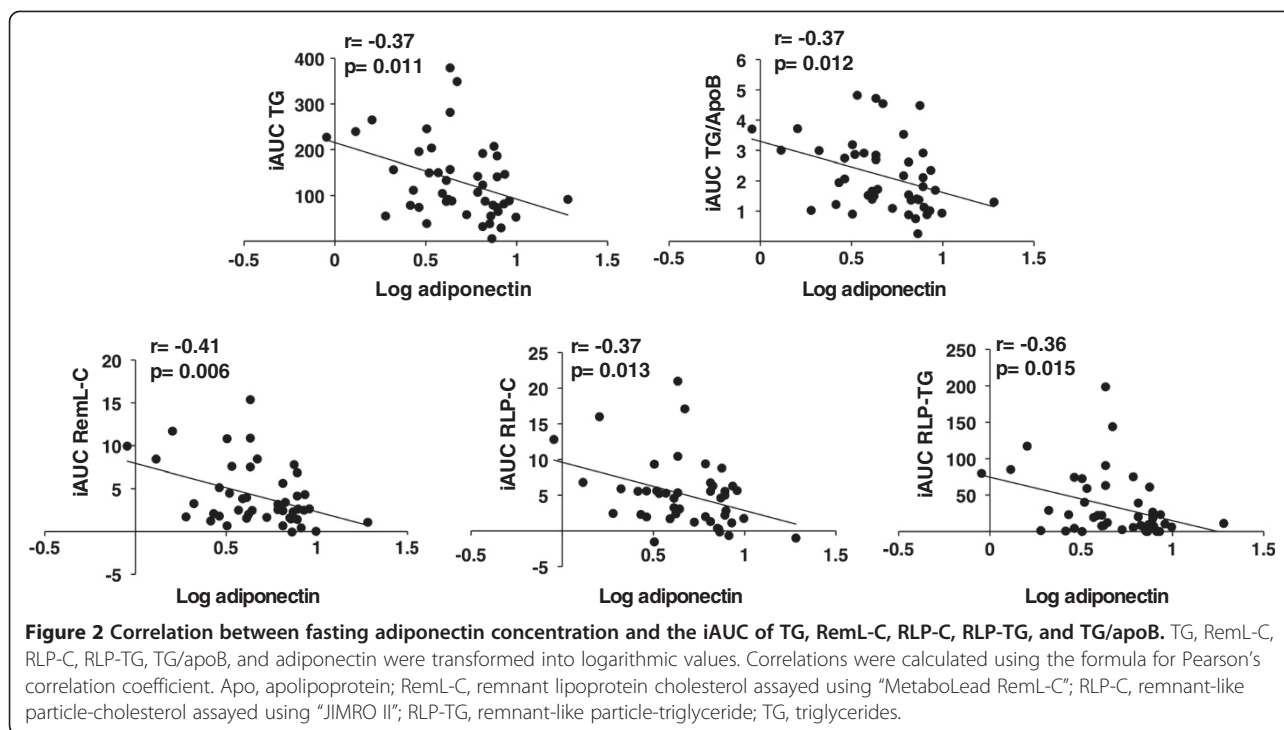 r= -0.37
p= 0.011
iAUC TG
400
300
200
100
-0.5
0
0.5
1
1.5
Log adiponectin
r= -0.37
p= 0.012
iAUC TG/ApoB
6
5
4
3
2
1
-0.5
0
0.5
1
1.5
Log adiponectin
r= -0.41
p= 0.006
iAUC RemL-C
20
15
10
5
0
-5
-0.5
0.5
1
1.5
Log adiponectin
r= -0.37
p= 0.013
iAUC RLP-C
25
20
15
10
5
0
-5
-0.5
0.5
1
1.5
Log adiponectin
r= -0.36
p= 0.015
iAUC RLP-TG
250
200
150
100
50
-0.5
0
0.5
1
1.5
Log adiponectin
Figure 2 Correlation between fasting adiponectin concentration and the iAUC of TG, RemL-C, RLP-C, RLP-TG, and TG/apoB. TG, RemL-C,
RLP-C, RLP-TG, TG/apoB, and adiponectin were transformed into logarithmic values. Correlations were calculated using the formula for Pearson's
correlation coefficient. Apo, apolipoprotein; RemL-C, remnant lipoprotein cholesterol assayed using "MetaboLead RemL-C"; RLP-C, remnant-like
particle-cholesterol assayed using "JIMRO II"; RLP-TG, remnant-like particle-triglyceride; TG, triglycerides.